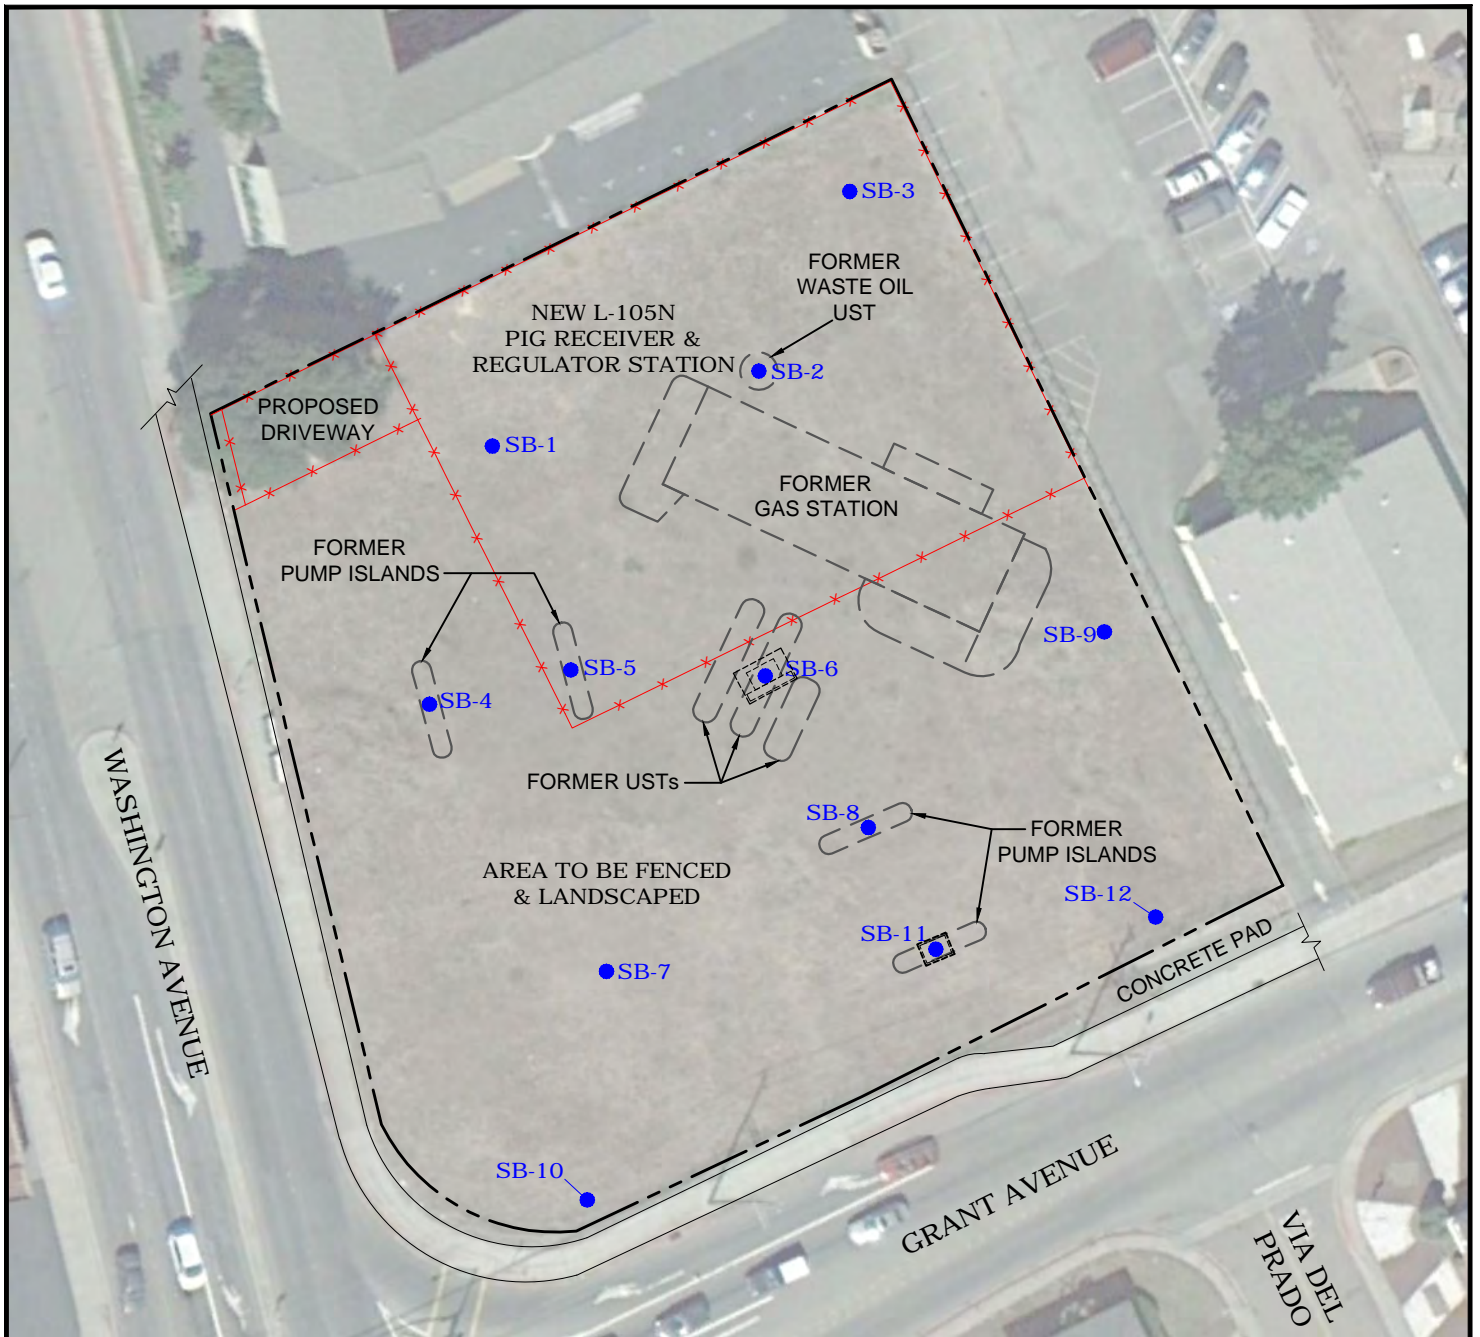 SB-3
FORMER
WASTE OIL
UST
NEW L-105N
PIG RECEIVER &
REGULATOR STATION
SB-2
PROPOSED
DRIVEWAY
SB-1
FORMER
GAS STATION
FORMER
PUMP ISLANDS
SB-9
SB-5
SB-6
SB-4
FORMER USTs
SB-8
FORMER
PUMP ISLANDS
AREA TO BE FENCED
& LANDSCAPED
SB-12
SB-11
SB-7
CONCRETE PAD
WASHINGTON AVENUE
SB-10
GRANT AVENUE
VIA DEL
PRADO